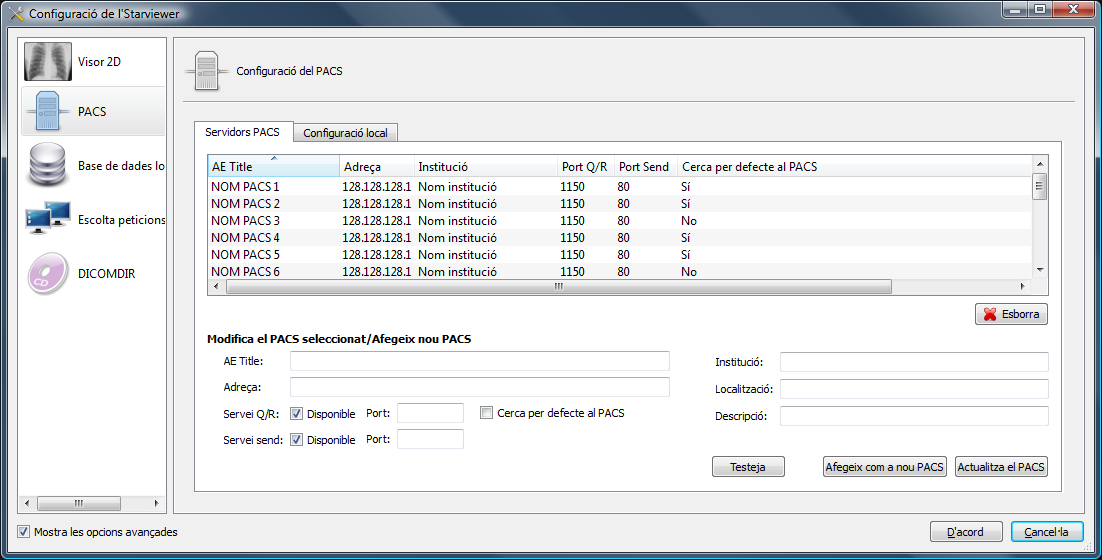 Configuració de l'Starviewer
Visor 2D
PACS
Base de dades lo
Escolta peticions
CD
DICOMDIR
Configuració del PACS
Servidors PACS Configuració local
AE Title Adreça Institució Port Q/R Port Send Cerca per defecte al PACS
NOM PACS 1 128.128.128.1 Nom institució 1150 80 Sí
NOM PACS 2 128.128.128.1 Nom institució 1150 80 Sí
NOM PACS 3 128.128.128.1 Nom institució 1150 80 No
NOM PACS 4 128.128.128.1 Nom institució 1150 80 Sí
NOM PACS 5 128.128.128.1 Nom institució 1150 80 Sí
NOM PACS 6 128.128.128.1 Nom institució 1150 80 No
Esborra
Modifica el PACS seleccionat/Afegeix nou PACS
AE Title: Institució:
Adreça: Localització:
Servei Q/R: Disponible Port: Cerca per defecte al PACS Descripció:
Servei send: Disponible Port:
Testeja Afegeix com a nou PACS Actualitza el PACS
Mostra les opcions avançades D'acord Cancel·la